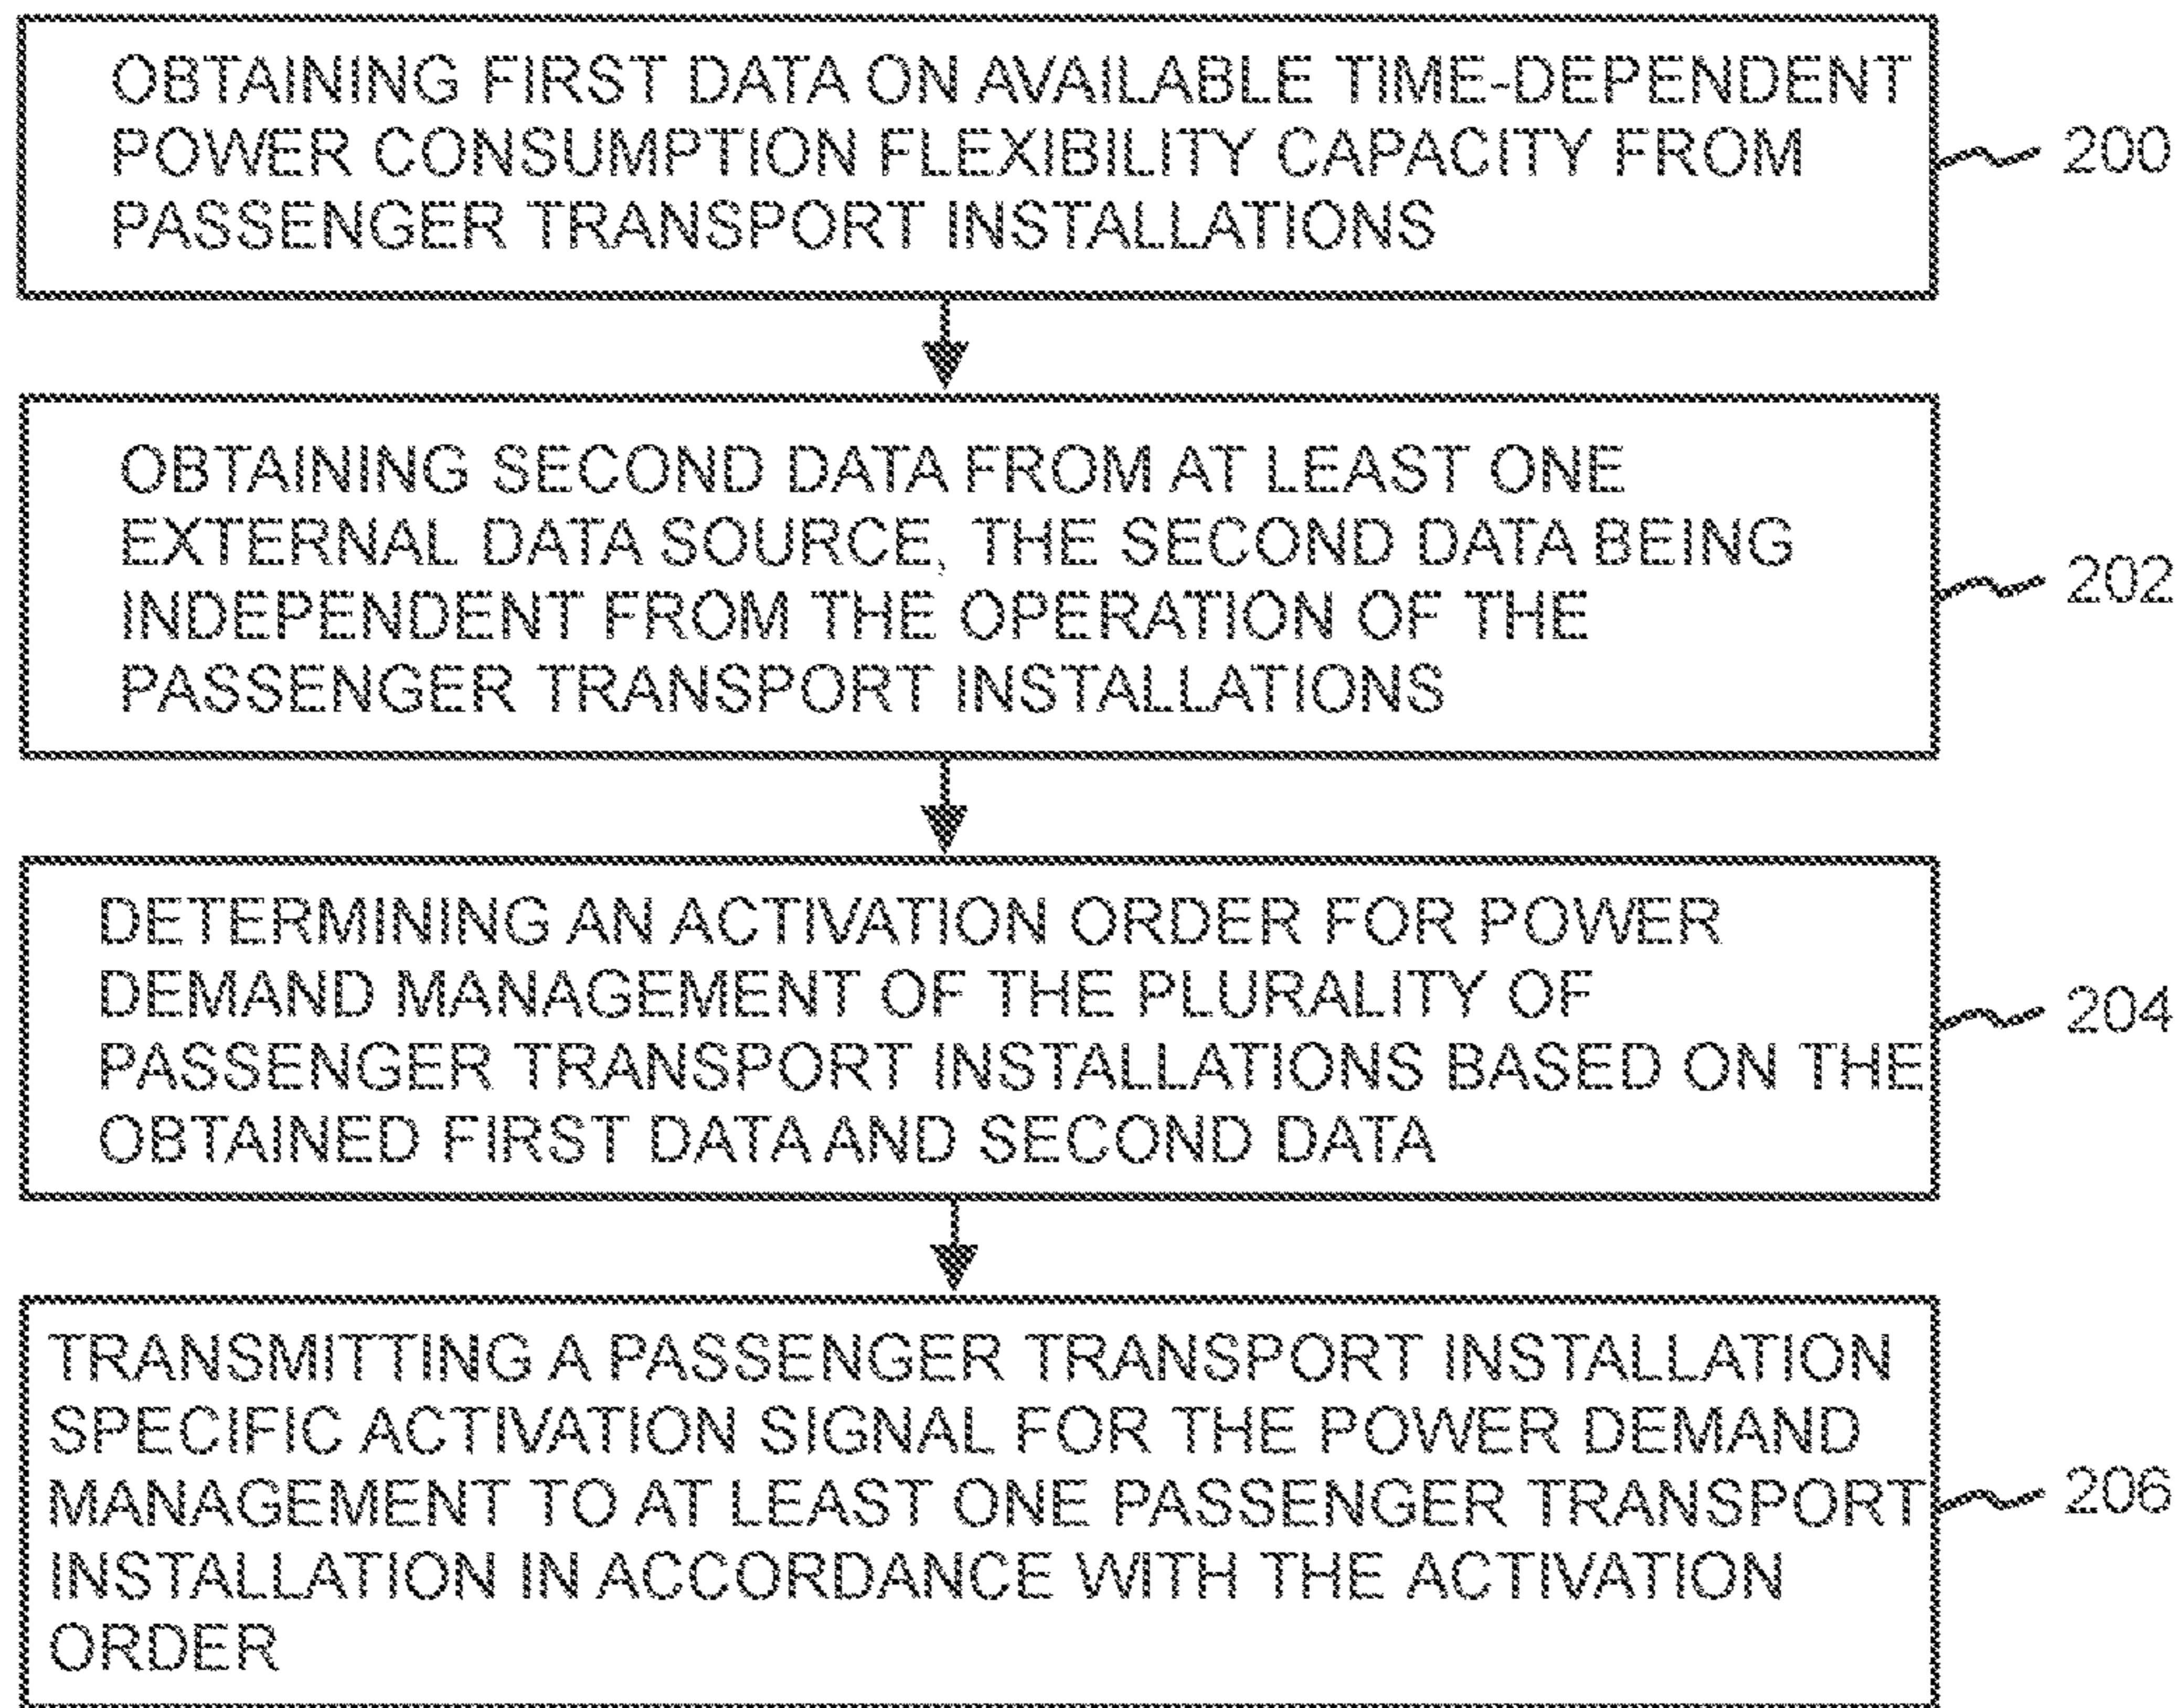 OBTAINING FIRST DATA ON AVAILABLE TIME-DEPENDENT
POWER CONSUMPTION FLEXIBILITY CAPACITY FROM
PASSENGER TRANSPORT INSTALLATIONS
200
OBTAINING SECOND DATA FROM AT LEAST ONE
EXTERNAL DATA SOURCE, THE SECOND DATA BEING
INDEPENDENT FROM THE OPERATION OF THE
PASSENGER TRANSPORT INSTALLATIONS
202
DETERMINING AN ACTIVATION ORDER FOR POWER
DEMAND MANAGEMENT OF THE PLURALITY OF
PASSENGER TRANSPORT INSTALLATIONS BASED ON THE
OBTAINED FIRST DATA AND SECOND DATA
204
TRANSMITTING A PASSENGER TRANSPORT INSTALLATION
SPECIFIC ACTIVATION SIGNAL FOR THE POWER DEMAND
MANAGEMENT TO AT LEAST ONE PASSENGER TRANSPORT
INSTALLATION IN ACCORDANCE WITH THE ACTIVATION
ORDER
206